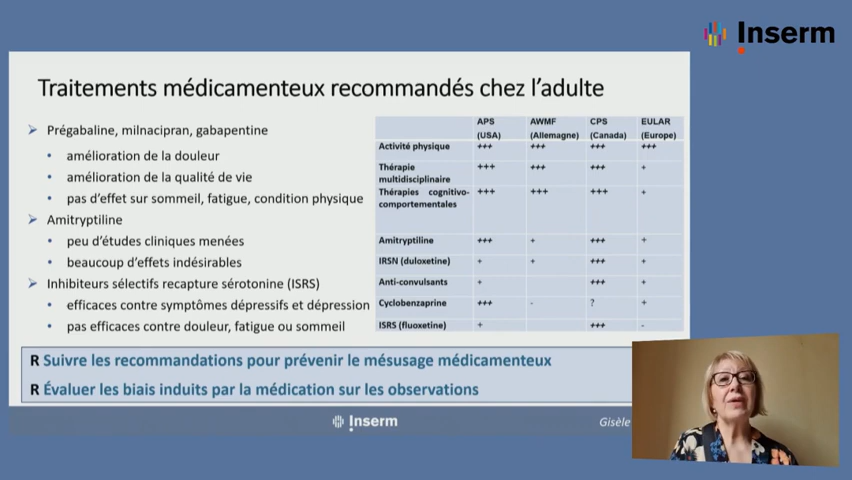 Inserm
Traitements médicamenteux recommandés chez l'adulte
➢ Prégabaline, milnacipran, gabapentine
• amélioration de la douleur
• amélioration de la qualité de vie
• pas d'effet sur sommeil, fatigue, condition physique
➢ Amitryptiline
• peu d'études cliniques menées
• beaucoup d'effets indésirables
➢ Inhibiteurs sélectifs recapture sérotonine (ISRS)
• efficaces contre symptômes dépressifs et dépression
• pas efficaces contre douleur, fatigue ou sommeil
APS (USA) AWMF (Allemagne) CPS (Canada) EULAR (Europe)
Activité physique +++ +++ +++ +++
Thérapie multidisciplinaire +++ +++ +++ +
Thérapies cognitivo-comportementales +++ +++ +++ +
Amitryptiline +++ + +++ +
IRSN (duloxetine) + + +++ +
Anti-convulsants + +++ +
Cyclobenzaprine +++ - ? +
ISRS (fluoxetine) + +++ -
R Suivre les recommandations pour prévenir le mésusage médicamenteux
R Évaluer les biais induits par la médication sur les observations
Inserm
Gisèle